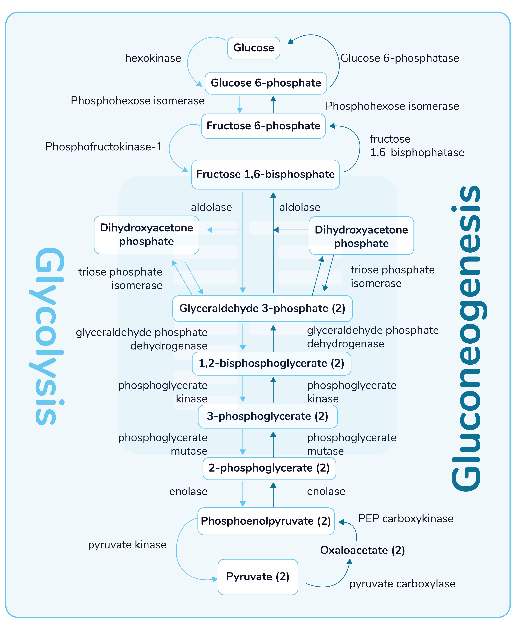 Glucose
hexokinase
Glucose 6-phosphatase
Glucose 6-phosphate
Phosphohexose isomerase
Phosphohexose isomerase
Fructose 6-phosphate
Phosphofructokinase-1
fructose
1,6-bisphophatase
Fructose 1,6-bisphosphate
aldolase
aldolase
Dihydroxyacetone
phosphate
Dihydroxyacetone
phosphate
Glycolysis
Gluconeogenesis
triose phosphate
isomerase
triose phosphate
isomerase
Glyceraldehyde 3-phosphate (2)
glyceraldehyde phosphate
dehydrogenase
glyceraldehyde phosphate
dehydrogenase
1,2-bisphosphoglycerate (2)
phosphoglycerate
kinase
phosphoglycerate
kinase
3-phosphoglycerate (2)
phosphoglycerate
mutase
phosphoglycerate
mutase
2-phosphoglycerate (2)
enolase
enolase
Phosphoenolpyruvate (2)
PEP carboxykinase
pyruvate kinase
Oxaloacetate (2)
Pyruvate (2)
pyruvate carboxylase